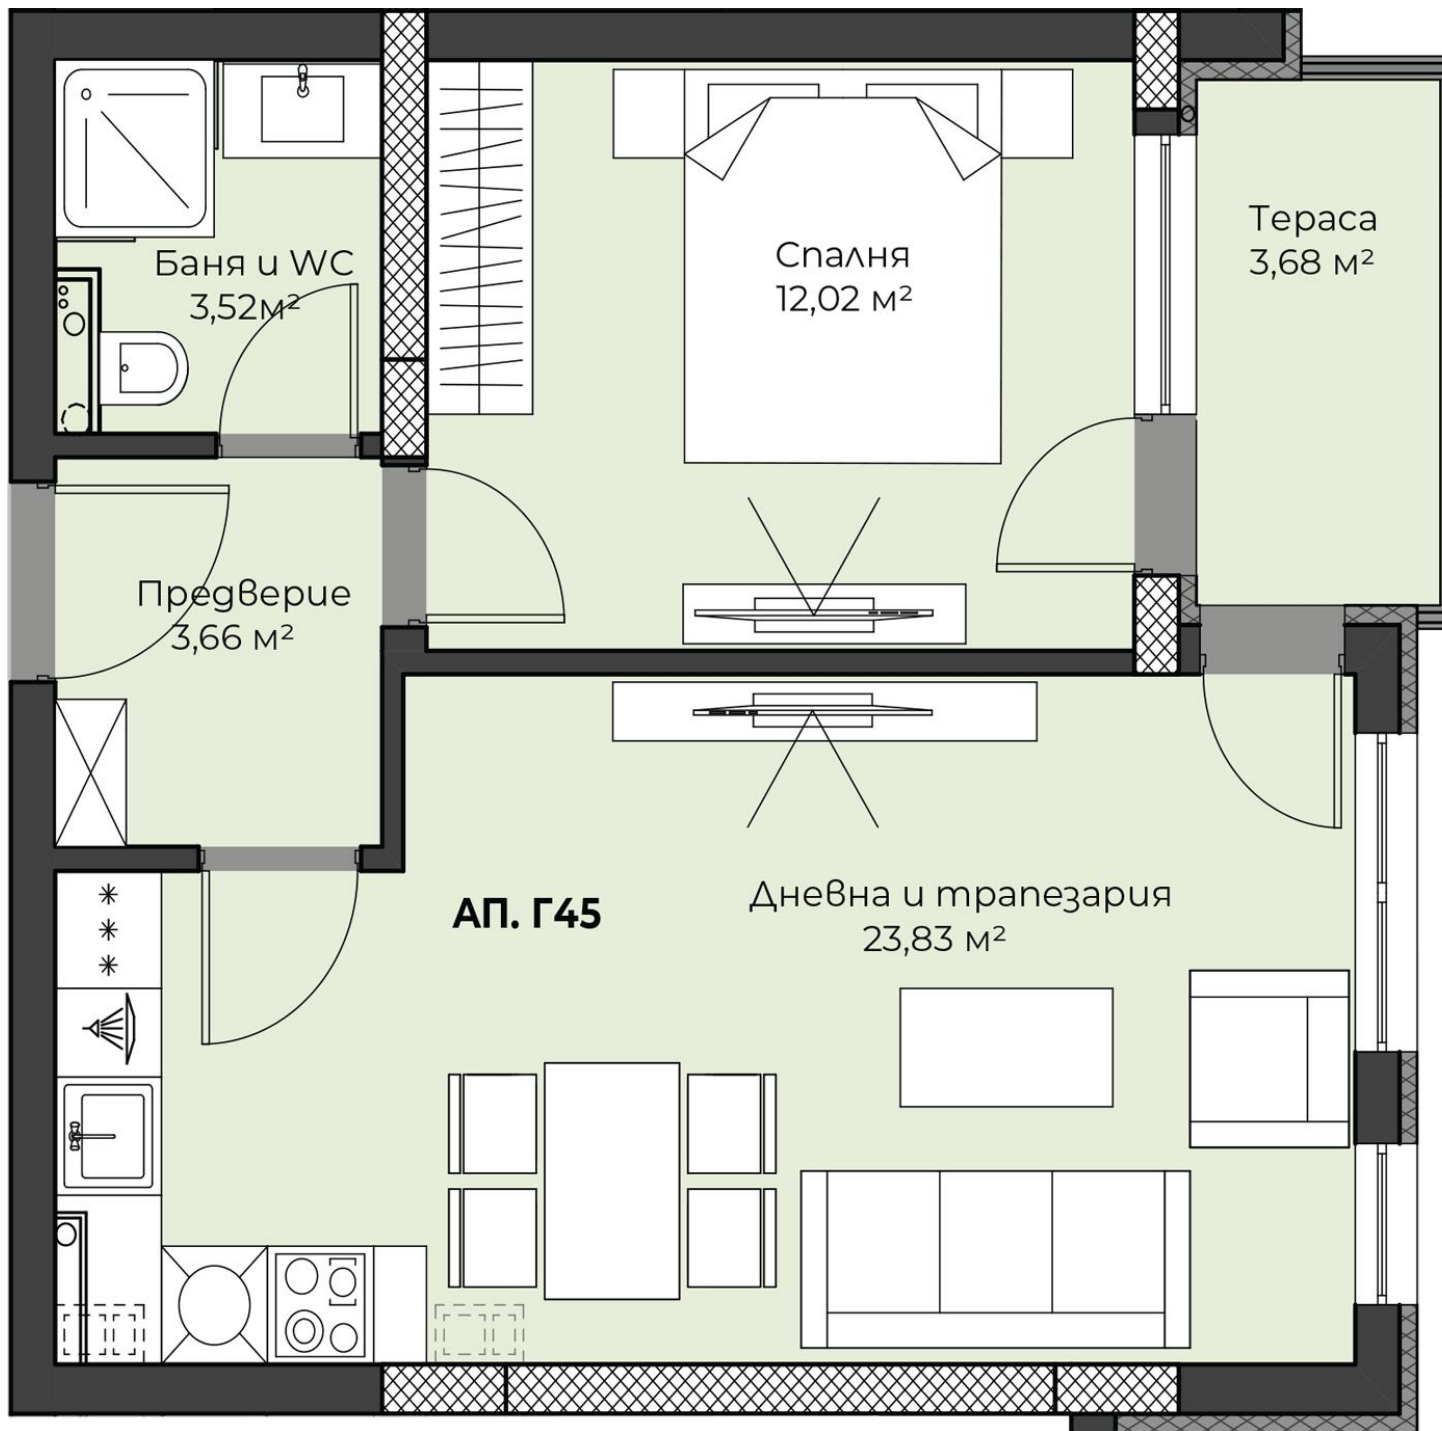 Баня и WC
3,52м²
Спалня
12,02 м²
Тераса
3,68 м²
Предверие
3,66 м²
АП. Г45
Дневна и трапезария
23,83 м²